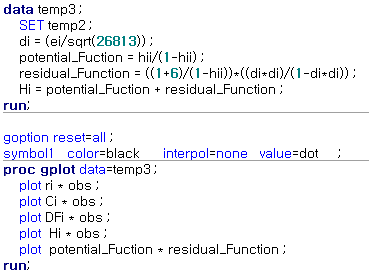 data temp3;
SET temp2;
di = (ei/sqrt(26813));
potential_Fuction = hii/(1-hii);
residual_Function = ((1+6)/(1-hii))*((di*di)/(1-di*di));
Hi = potential_Fuction + residual_Function;
run;
goption reset=all;
symbol1 color=black interpol=none value=dot ;
proc gplot data=temp3;
plot ri * obs;
plot Ci * obs;
plot DFi * obs;
plot Hi * obs;
plot potential_Fuction * residual_Function;
run;